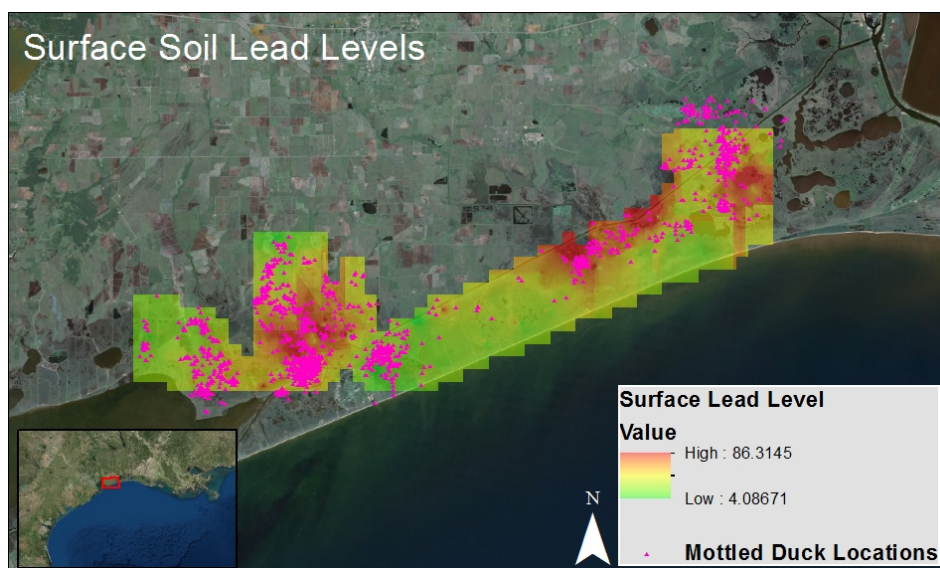 Surface Soil Lead Levels
Surface Lead Level
Value
High : 86.3145
Low : 4.08671
Mottled Duck Locations
N